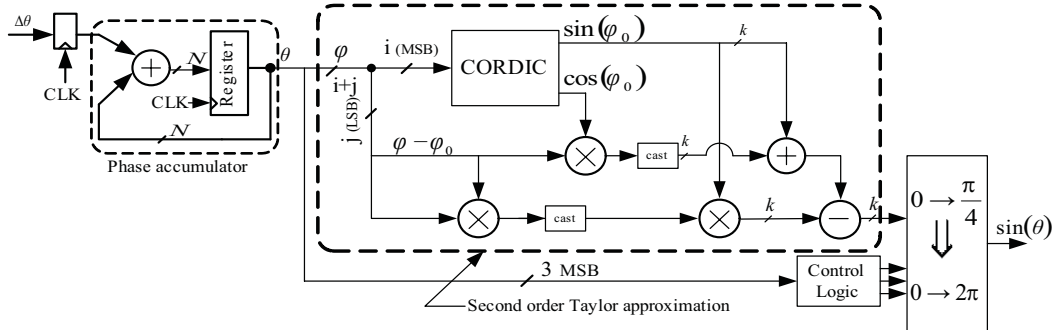 Δθ
CLK
N
Register
CLK
θ
N
Phase accumulator
φ
i+j
i (MSB)
j (LSB)
CORDIC
sin(φ₀)
cos(φ₀)
k
φ − φ₀
×
cast
k
+
×
cast
×
k
−
k
3 MSB
Second order Taylor approximation
Control
Logic
0 → π/4
⇓
0 → 2π
sin(θ)